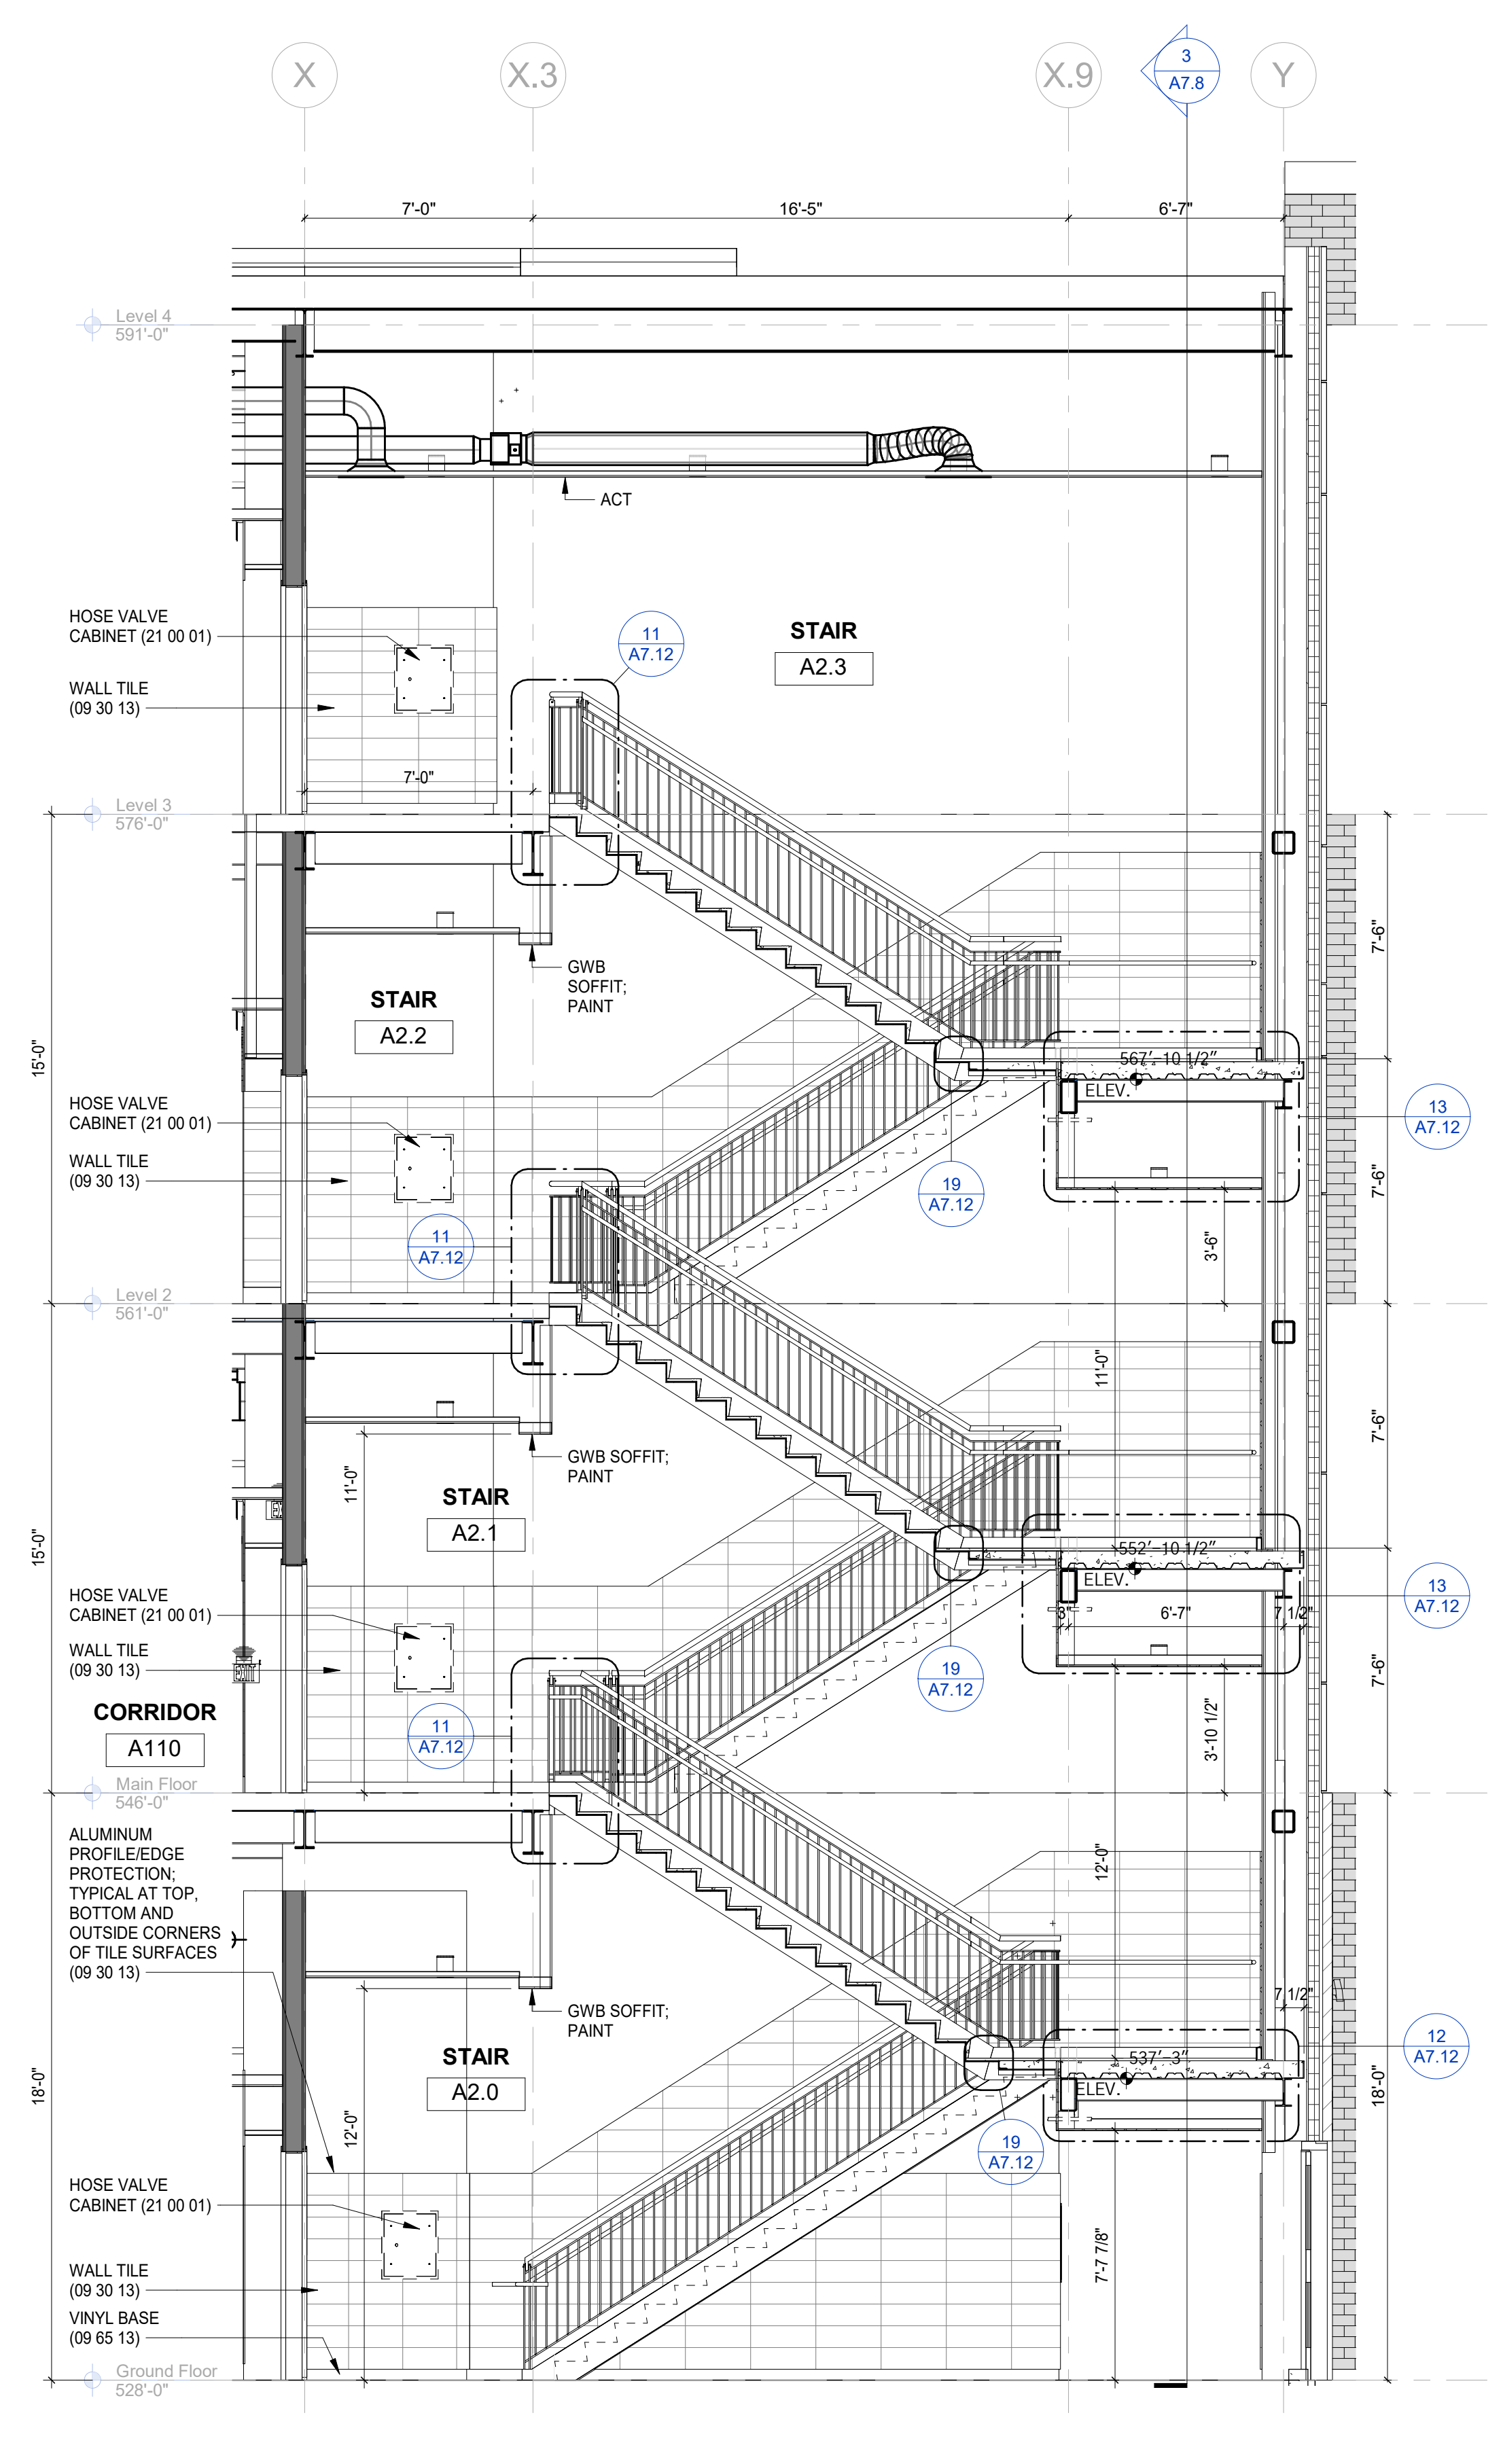 X
X.3
X.9
3
A7.8
Y
7'-0"
16'-5"
6'-7"
Level 4
591'-0"
ACT
HOSE VALVE
CABINET (21 00 01)
WALL TILE
(09 30 13)
11
A7.12
STAIR
A2.3
7'-0"
Level 3
576'-0"
7'-6"
GWB
SOFFIT;
PAINT
STAIR
A2.2
15'-0"
567'-10 1/2"
ELEV.
HOSE VALVE
CABINET (21 00 01)
13
A7.12
WALL TILE
(09 30 13)
19
A7.12
7'-6"
11
A7.12
3'-6"
Level 2
561'-0"
11'-0"
7'-6"
GWB SOFFIT;
PAINT
11'-0"
STAIR
A2.1
15'-0"
552'-10 1/2"
ELEV.
HOSE VALVE
CABINET (21 00 01)
13
A7.12
3"
6'-7"
7 1/2"
WALL TILE
(09 30 13)
19
A7.12
7'-6"
CORRIDOR
A110
11
A7.12
3'-10 1/2"
Main Floor
546'-0"
ALUMINUM
PROFILE/EDGE
PROTECTION;
TYPICAL AT TOP,
BOTTOM AND
OUTSIDE CORNERS
OF TILE SURFACES
(09 30 13)
12'-0"
7 1/2"
GWB SOFFIT;
PAINT
STAIR
A2.0
537'-3"
ELEV.
12
A7.12
18'-0"
18'-0"
12'-0"
19
A7.12
HOSE VALVE
CABINET (21 00 01)
7'-7 7/8"
WALL TILE
(09 30 13)
VINYL BASE
(09 65 13)
Ground Floor
528'-0"